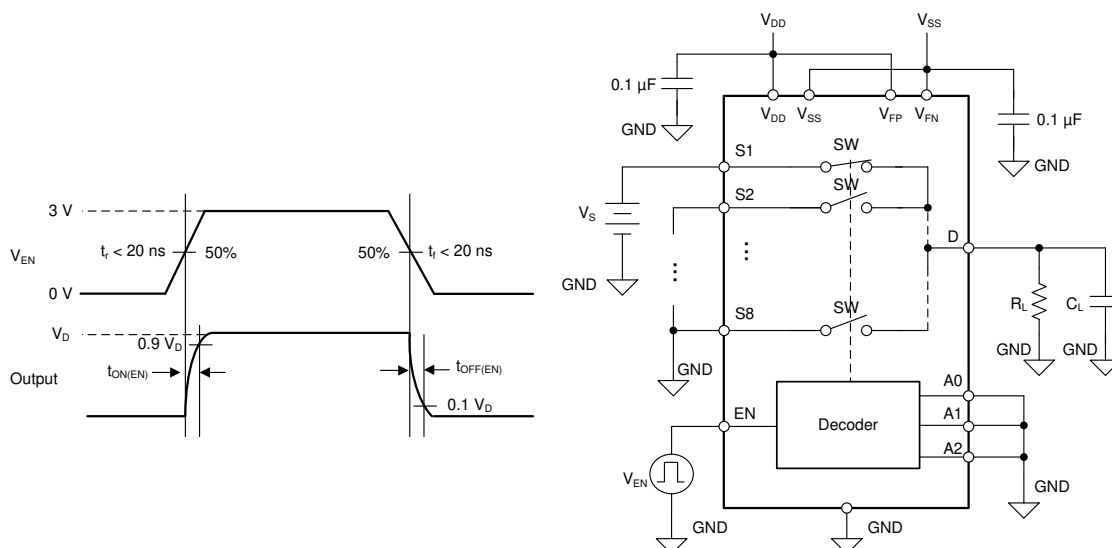 3 V
V_EN
t_r < 20 ns
50%
50%
t_f < 20 ns
0 V
V_D
0.9 V_D
Output
t_ON(EN)
t_OFF(EN)
0.1 V_D
V_DD
V_SS
0.1 µF
GND
V_DD
V_SS
V_FP
V_FN
0.1 µF
GND
S1
SW
S2
SW
V_S
GND
...
...
D
S8
SW
R_L
C_L
GND
GND
GND
EN
Decoder
A0
A1
A2
V_EN
GND
GND
GND